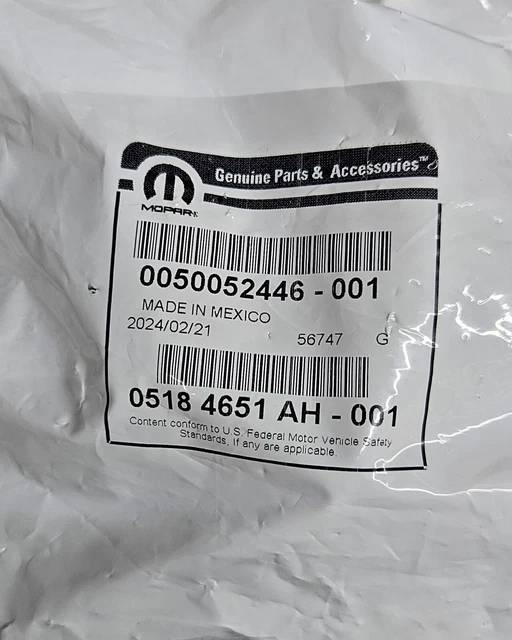 Genuine Parts & Accessories™
MOPAR
0050052446 - 001
MADE IN MEXICO
2024/02/21 56747 G
0518 4651 AH - 001
Content conform to U.S. Federal Motor Vehicle Safety
Standards, If any are applicable.